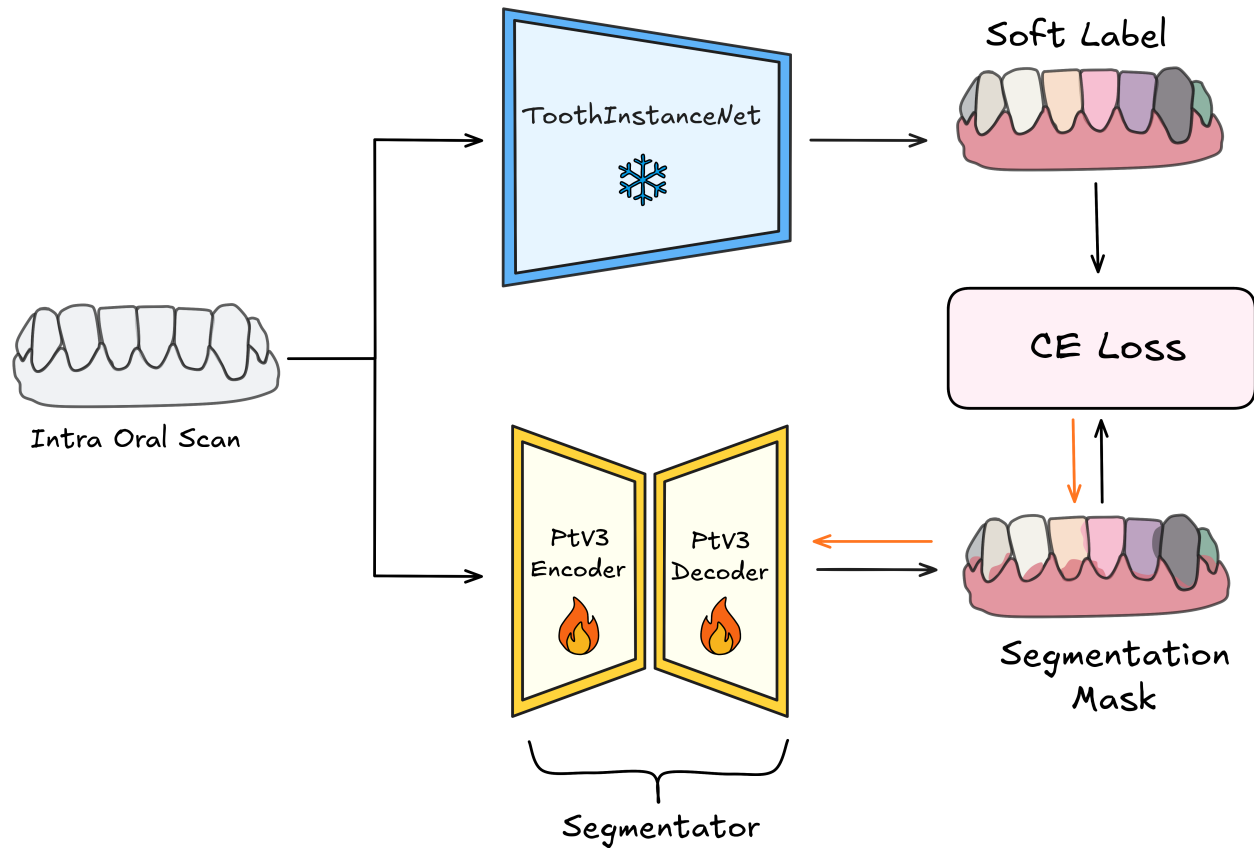 Soft Label
ToothInstanceNet
CE Loss
Intra Oral Scan
PtV3
Encoder
PtV3
Decoder
Segmentation
Mask
Segmentator